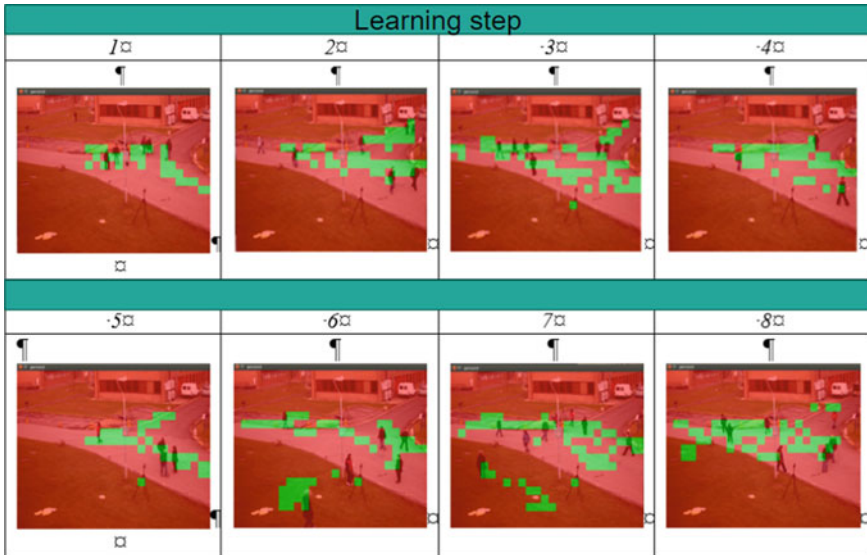 Learning step
1¤ 2¤ ·3¤ ·4¤
¶ ¶ ¶ ¶
¶ ¤ ¤ ¤
¤
·5¤ ·6¤ 7¤ ·8¤
¶ ¶ ¶ ¶
¶ ¤ ¤ ¤
¤